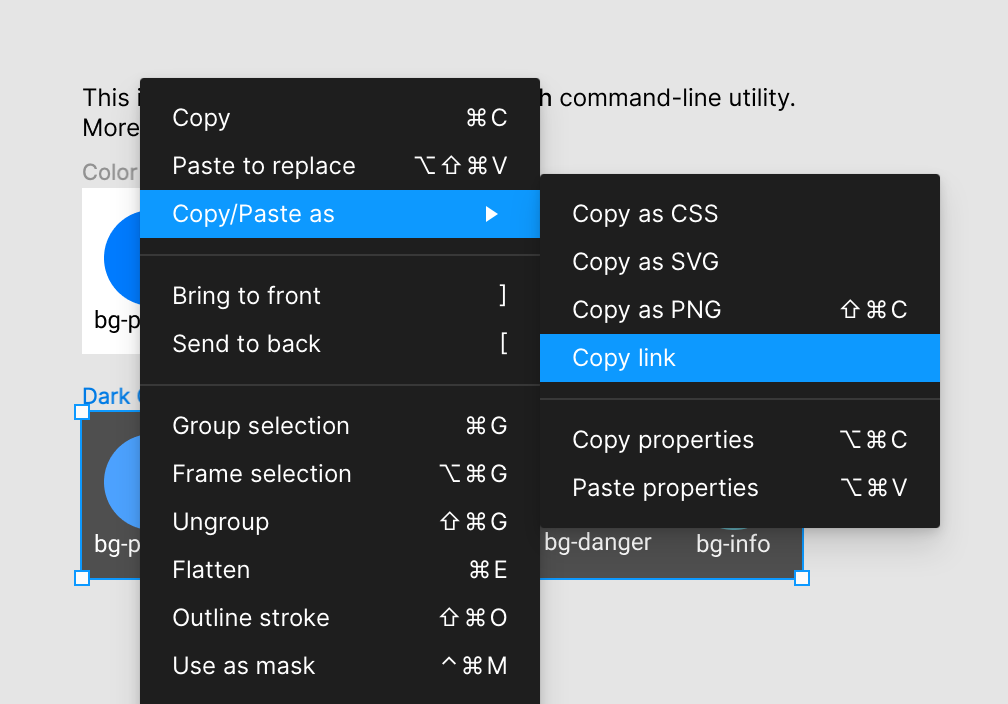 This i
h command-line utility.
More
Color
bg-p
Dark
bg-p
bg-danger
bg-info
Copy ⌘C
Paste to replace ⌥⇧⌘V
Copy/Paste as ▶
Bring to front ]
Send to back [
Group selection ⌘G
Frame selection ⌥⌘G
Ungroup ⇧⌘G
Flatten ⌘E
Outline stroke ⇧⌘O
Use as mask ^⌘M
Copy as CSS
Copy as SVG
Copy as PNG ⇧⌘C
Copy link
Copy properties ⌥⌘C
Paste properties ⌥⌘V